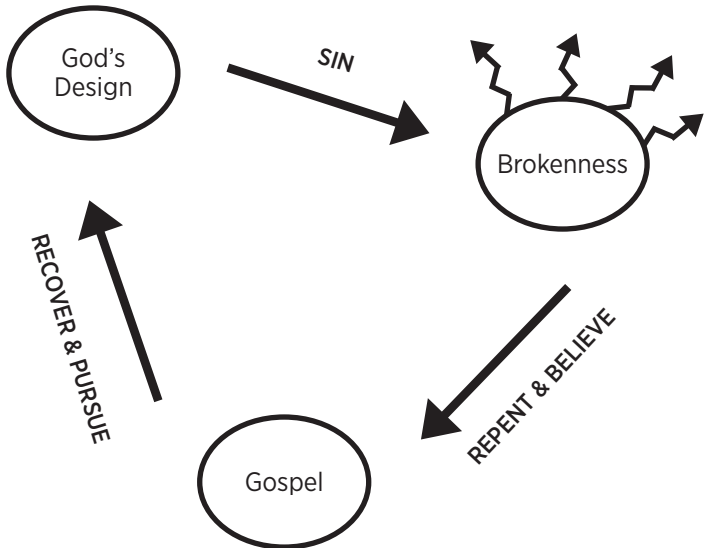 God's
Design
SIN
Brokenness
REPENT & BELIEVE
Gospel
RECOVER & PURSUE